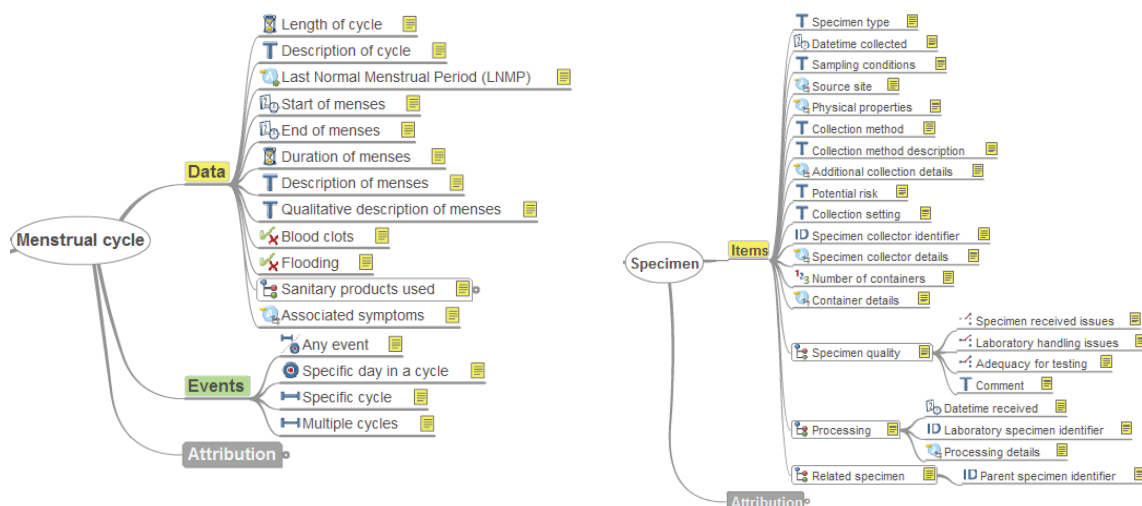 Menstrual cycle
Data
Length of cycle
Description of cycle
Last Normal Menstrual Period (LNMP)
Start of menses
End of menses
Duration of menses
Description of menses
Qualitative description of menses
Blood clots
Flooding
Sanitary products used
Associated symptoms
Events
Any event
Specific day in a cycle
Specific cycle
Multiple cycles
Attribution
Specimen
Items
T Specimen type
Datetime collected
T Sampling conditions
Source site
Physical properties
T Collection method
T Collection method description
Additional collection details
T Potential risk
T Collection setting
ID Specimen collector identifier
Specimen collector details
123 Number of containers
Container details
Specimen quality
Specimen received issues
Laboratory handling issues
Adequacy for testing
T Comment
Processing
Datetime received
ID Laboratory specimen identifier
Processing details
Related specimen
ID Parent specimen identifier
Attribution